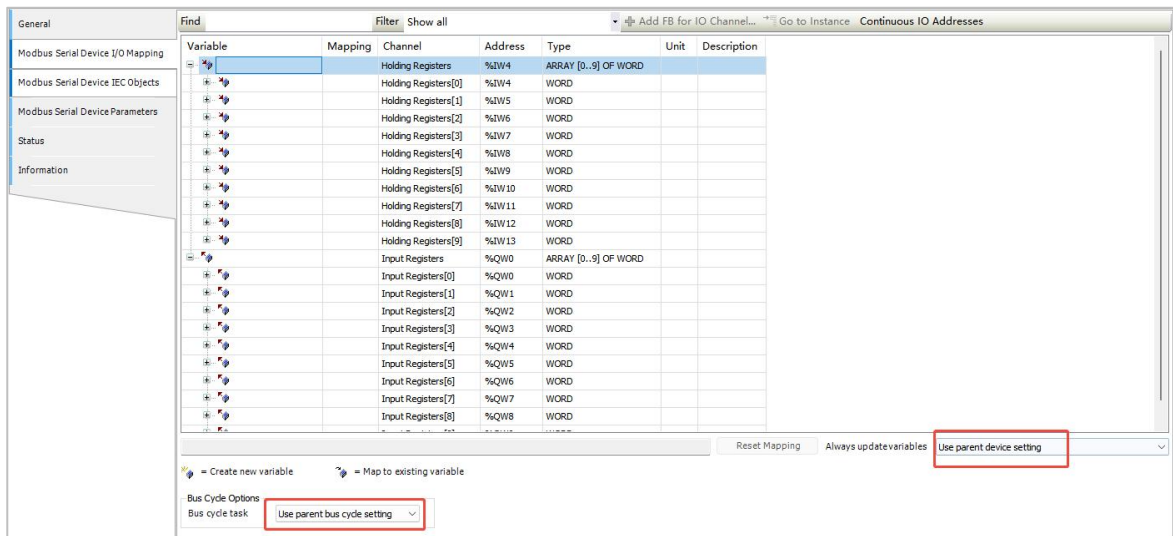 General
Modbus Serial Device I/O Mapping
Modbus Serial Device IEC Objects
Modbus Serial Device Parameters
Status
Information
Find Filter Show all Add FB for IO Channel... Go to Instance Continuous IO Addresses
Variable Mapping Channel Address Type Unit Description
Holding Registers %IW4 ARRAY [0..9] OF WORD
Holding Registers[0] %IW4 WORD
Holding Registers[1] %IW5 WORD
Holding Registers[2] %IW6 WORD
Holding Registers[3] %IW7 WORD
Holding Registers[4] %IW8 WORD
Holding Registers[5] %IW9 WORD
Holding Registers[6] %IW10 WORD
Holding Registers[7] %IW11 WORD
Holding Registers[8] %IW12 WORD
Holding Registers[9] %IW13 WORD
Input Registers %QW0 ARRAY [0..9] OF WORD
Input Registers[0] %QW0 WORD
Input Registers[1] %QW1 WORD
Input Registers[2] %QW2 WORD
Input Registers[3] %QW3 WORD
Input Registers[4] %QW4 WORD
Input Registers[5] %QW5 WORD
Input Registers[6] %QW6 WORD
Input Registers[7] %QW7 WORD
Input Registers[8] %QW8 WORD
Reset Mapping Always update variables Use parent device setting
= Create new variable = Map to existing variable
Bus Cycle Options
Bus cycle task Use parent bus cycle setting